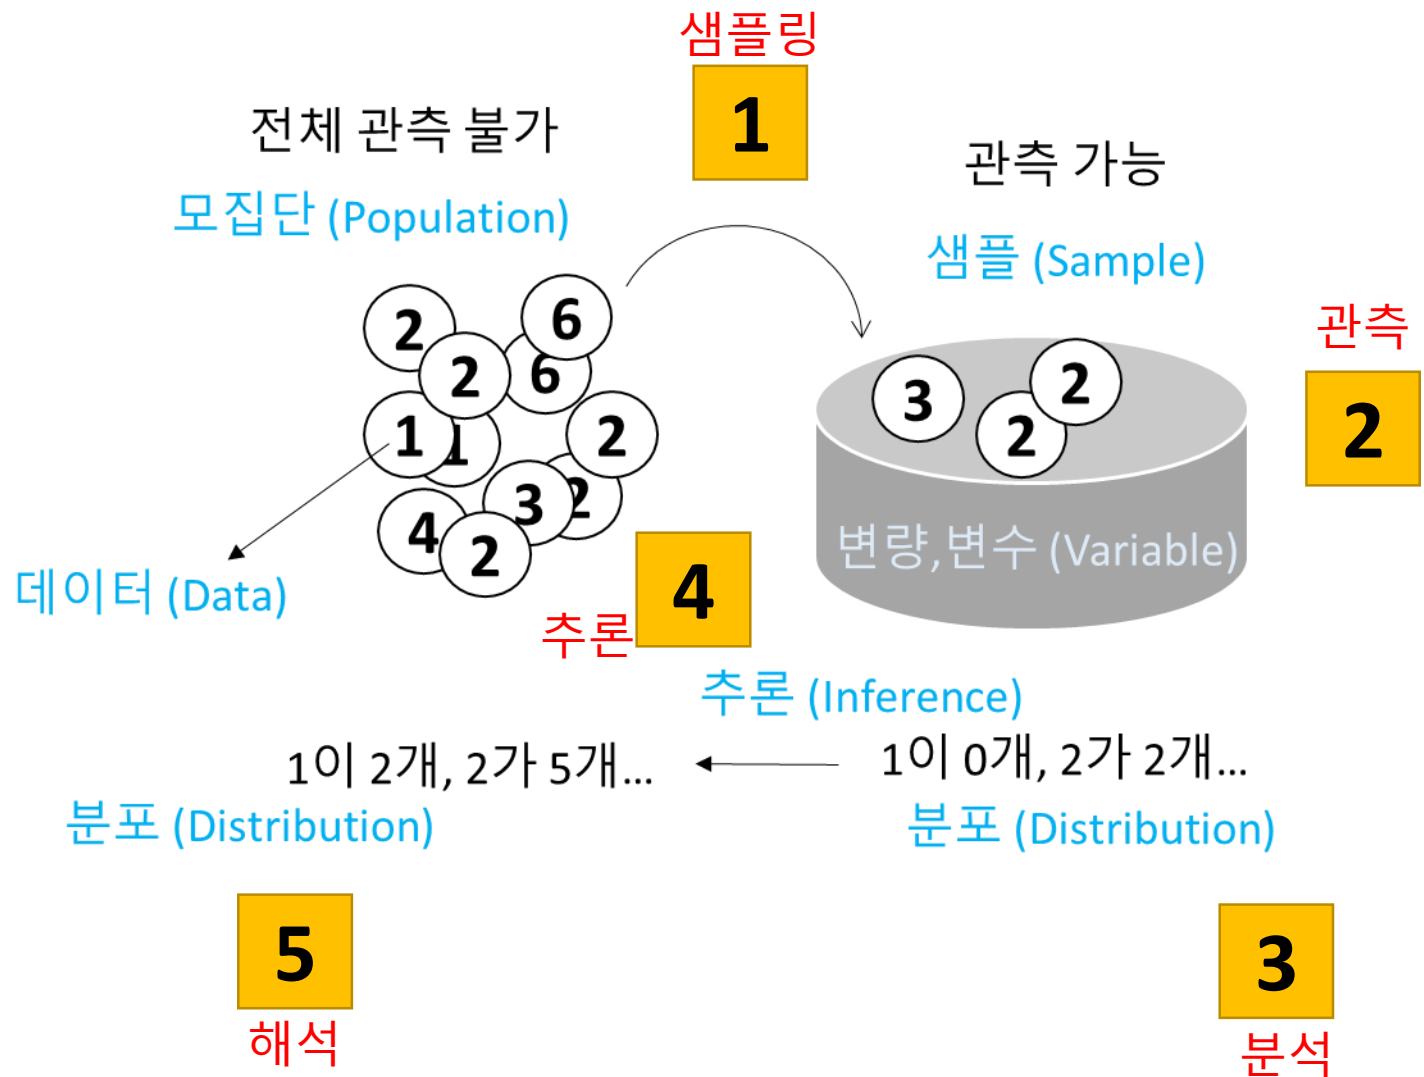 샘플링
1
전체 관측 불가
관측 가능
모집단 (Population)
샘플 (Sample)
관측
2
2
6
2
6
1
1
2
4
3
2
2
3
2
2
변량,변수 (Variable)
데이터 (Data)
4
추론
추론 (Inference)
1이 2개, 2가 5개...
1이 0개, 2가 2개...
분포 (Distribution)
분포 (Distribution)
5
해석
3
분석